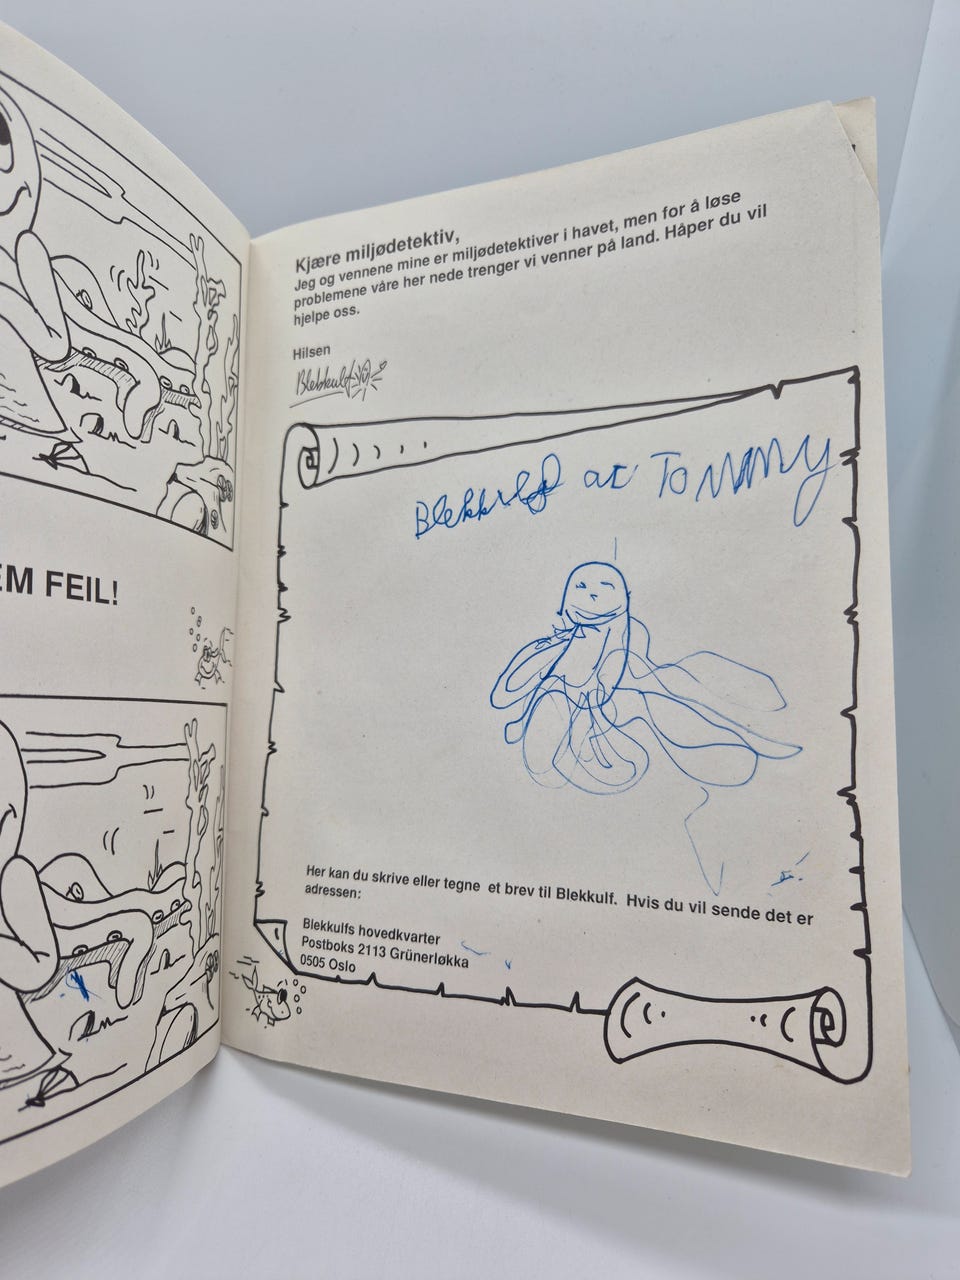 EM FEIL!
Kjære miljødetektiv,
Jeg og vennene mine er miljødetektiver i havet, men for å løse
problemene våre her nede trenger vi venner på land. Håper du vil
hjelpe oss.
Hilsen
Blekkulf
Blekkulf at Tommy
Her kan du skrive eller tegne et brev til Blekkulf. Hvis du vil sende det er
adressen:
Blekkulfs hovedkvarter
Postboks 2113 Grünerløkka
0505 Oslo